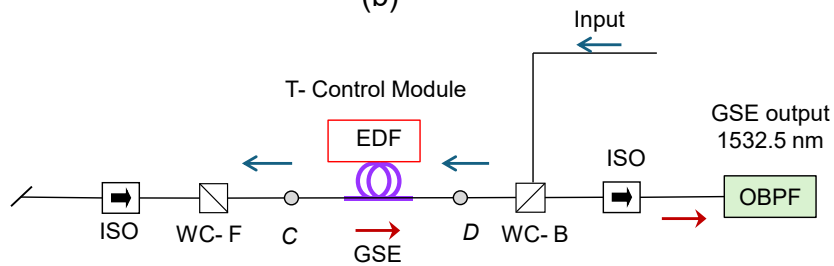 (b)
Input
T- Control Module
GSE output
1532.5 nm
EDF
ISO
OBPF
ISO
WC- F
C
GSE
D
WC- B